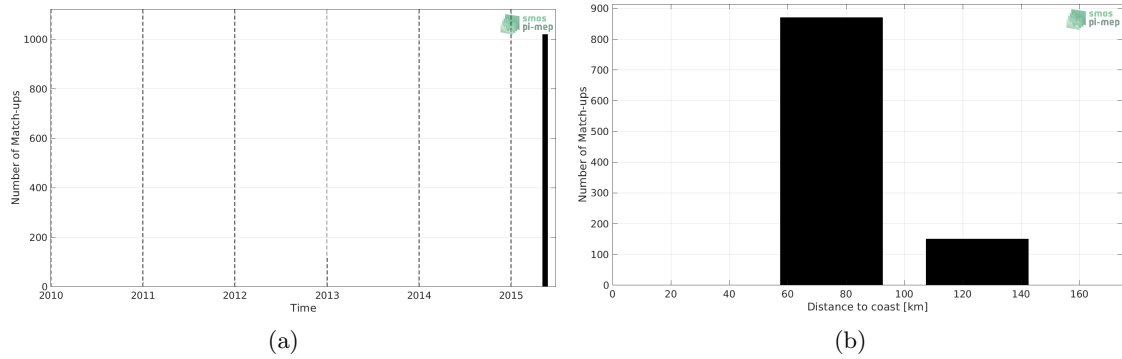 smos
pi-mep
1000
800
600
400
200
0
Number of Match-ups
2010 2011 2012 2013 2014 2015
Time
(a)
smos
pi-mep
900
800
700
600
500
400
300
200
100
0
Number of Match-ups
0 20 40 60 80 100 120 140 160
Distance to coast [km]
(b)